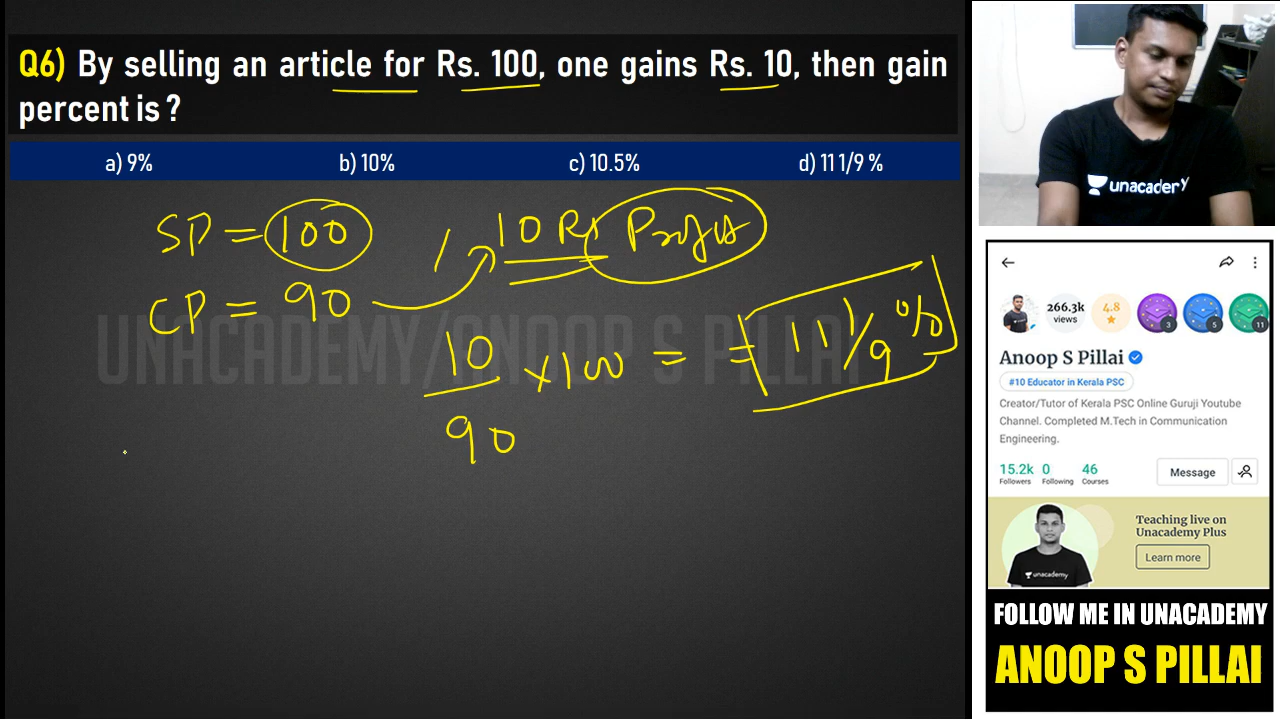 Q6) By selling an article for Rs. 100, one gains Rs. 10, then gain
percent is ?
a) 9% b) 10% c) 10.5% d) 11 1/9 %
SP = 100 / 10 Rs Profit
CP = 90
10/90 × 100 = = 11 1/9 %
UNACADEMY/ANOOP S PILLAI
unacademy
266.3k 4.8 3 5 11
views
Anoop S Pillai
#10 Educator in Kerala PSC
Creator/Tutor of Kerala PSC Online Guruji Youtube
Channel. Completed M.Tech in Communication
Engineering.
15.2k 0 46
Followers Following Courses
Message
Teaching live on
Unacademy Plus
Learn more
unacademy
FOLLOW ME IN UNACADEMY
ANOOP S PILLAI